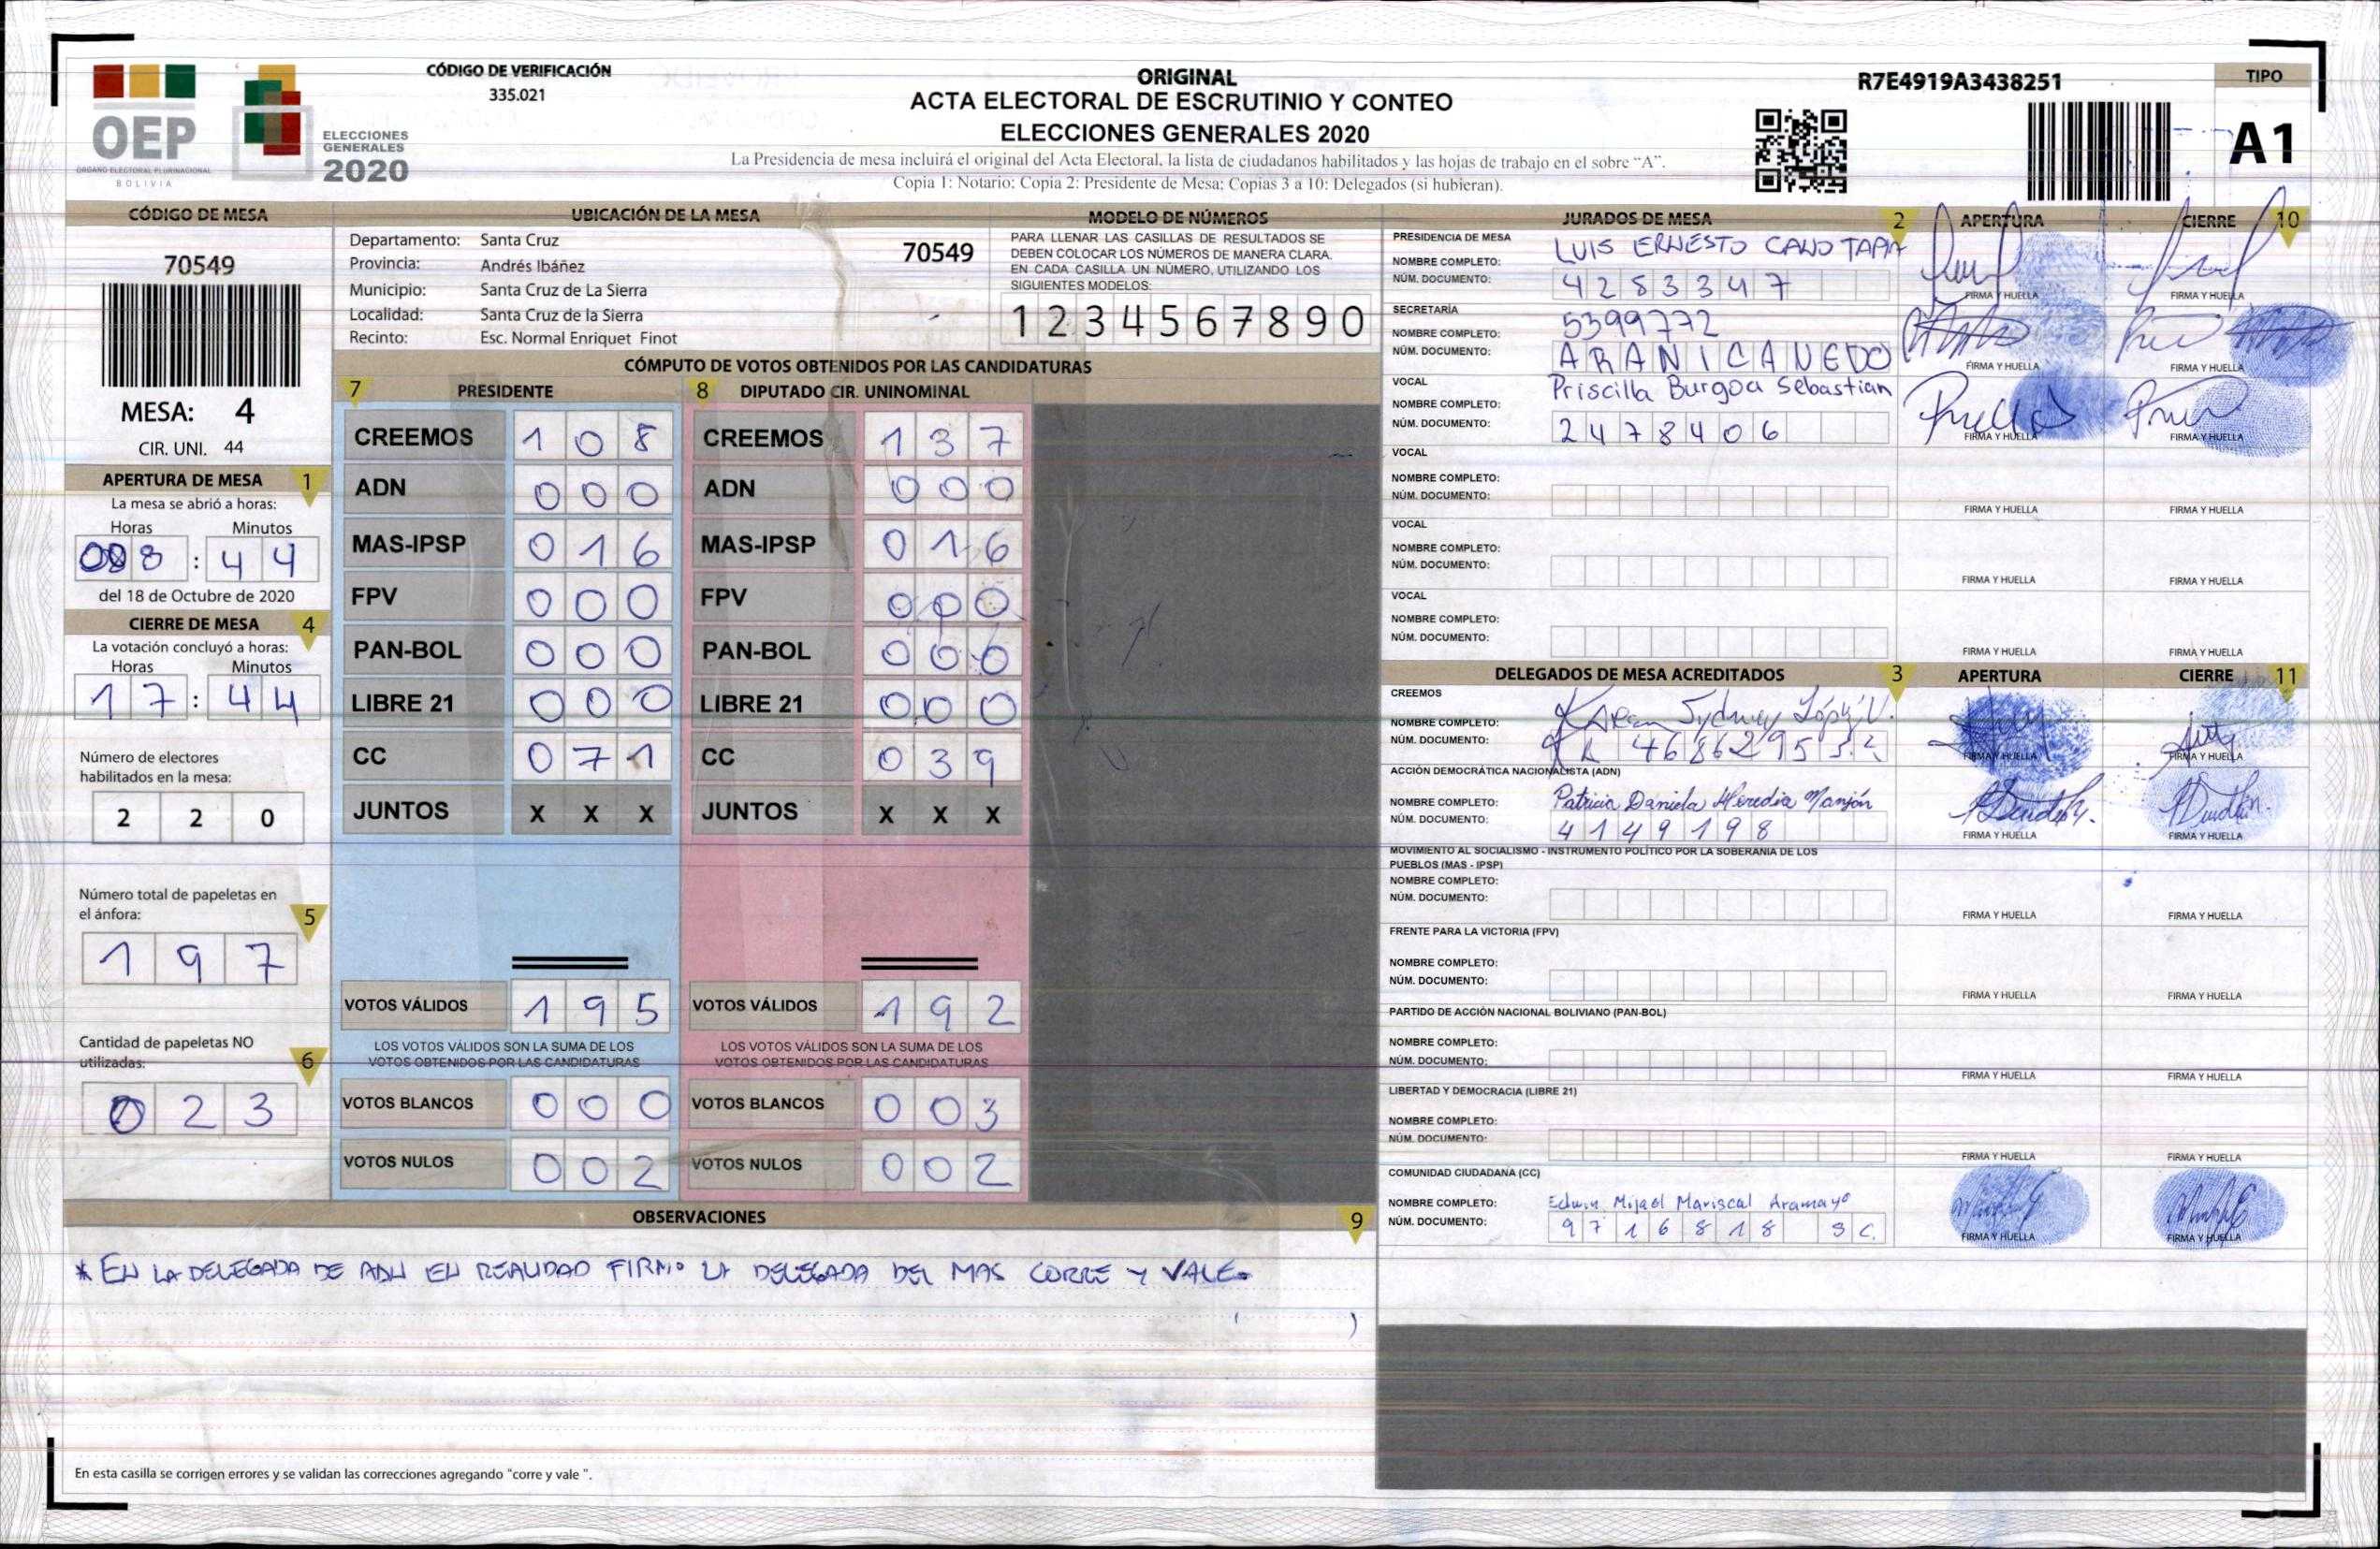 OEP
ÓRGANO ELECTORAL PLURINACIONAL
BOLIVIA
ELECCIONES
GENERALES
2020
CÓDIGO DE VERIFICACIÓN
335.021
ORIGINAL
ACTA ELECTORAL DE ESCRUTINIO Y CONTEO
ELECCIONES GENERALES 2020
La Presidencia de mesa incluirá el original del Acta Electoral, la lista de ciudadanos habilitados y las hojas de trabajo en el sobre “A”.
Copia 1: Notario; Copia 2: Presidente de Mesa; Copias 3 a 10: Delegados (si hubieran).
R7E4919A3438251
TIPO
A1
CÓDIGO DE MESA
70549
MESA: 4
CIR. UNI. 44
APERTURA DE MESA 1
La mesa se abrió a horas:
Horas Minutos
08 : 44
del 18 de Octubre de 2020
CIERRE DE MESA 4
La votación concluyó a horas:
Horas Minutos
17 : 44
Número de electores
habilitados en la mesa:
2 2 0
Número total de papeletas en
el ánfora: 5
1 9 7
Cantidad de papeletas NO
utilizadas: 6
0 2 3
UBICACIÓN DE LA MESA
Departamento: Santa Cruz
Provincia: Andrés Ibáñez
Municipio: Santa Cruz de La Sierra
Localidad: Santa Cruz de la Sierra
Recinto: Esc. Normal Enriquet Finot
70549
MODELO DE NÚMEROS
PARA LLENAR LAS CASILLAS DE RESULTADOS SE
DEBEN COLOCAR LOS NÚMEROS DE MANERA CLARA.
EN CADA CASILLA UN NÚMERO, UTILIZANDO LOS
SIGUIENTES MODELOS:
1 2 3 4 5 6 7 8 9 0
CÓMPUTO DE VOTOS OBTENIDOS POR LAS CANDIDATURAS
7 PRESIDENTE
CREEMOS 1 0 8
ADN 0 0 0
MAS-IPSP 0 1 6
FPV 0 0 0
PAN-BOL 0 0 0
LIBRE 21 0 0 0
CC 0 7 1
JUNTOS X X X
VOTOS VÁLIDOS 1 9 5
LOS VOTOS VÁLIDOS SON LA SUMA DE LOS
VOTOS OBTENIDOS POR LAS CANDIDATURAS
VOTOS BLANCOS 0 0 0
VOTOS NULOS 0 0 2
8 DIPUTADO CIR. UNINOMINAL
CREEMOS 1 3 7
ADN 0 0 0
MAS-IPSP 0 1 6
FPV 0 0 0
PAN-BOL 0 0 0
LIBRE 21 0 0 0
CC 0 3 9
JUNTOS X X X
VOTOS VÁLIDOS 1 9 2
LOS VOTOS VÁLIDOS SON LA SUMA DE LOS
VOTOS OBTENIDOS POR LAS CANDIDATURAS
VOTOS BLANCOS 0 0 3
VOTOS NULOS 0 0 2
OBSERVACIONES 9
* EN LA DELEGADA DE ADN EN REALIDAD FIRMO LA DELEGADA DEL MAS CORRE Y VALE.
En esta casilla se corrigen errores y se validan las correcciones agregando "corre y vale ".
JURADOS DE MESA 2 APERTURA CIERRE 10
PRESIDENCIA DE MESA
NOMBRE COMPLETO: LUIS ERNESTO CANO TAPIA
NÚM. DOCUMENTO: 4283347
FIRMA Y HUELLA FIRMA Y HUELLA
SECRETARÍA
NOMBRE COMPLETO: 5399772
NÚM. DOCUMENTO:
FIRMA Y HUELLA FIRMA Y HUELLA
VOCAL
NOMBRE COMPLETO: Priscilla Burgoa Sebastian
NÚM. DOCUMENTO: 2478406
FIRMA Y HUELLA FIRMA Y HUELLA
VOCAL
NOMBRE COMPLETO:
NÚM. DOCUMENTO:
FIRMA Y HUELLA FIRMA Y HUELLA
VOCAL
NOMBRE COMPLETO:
NÚM. DOCUMENTO:
FIRMA Y HUELLA FIRMA Y HUELLA
VOCAL
NOMBRE COMPLETO:
NÚM. DOCUMENTO:
FIRMA Y HUELLA FIRMA Y HUELLA
DELEGADOS DE MESA ACREDITADOS 3 APERTURA CIERRE 11
CREEMOS
NOMBRE COMPLETO: Karen Sydney López V.
NÚM. DOCUMENTO: 4686295
FIRMA Y HUELLA FIRMA Y HUELLA
ACCIÓN DEMOCRÁTICA NACIONALISTA (ADN)
NOMBRE COMPLETO: Patricia Daniela Heredia Manjón
NÚM. DOCUMENTO: 4149198
FIRMA Y HUELLA FIRMA Y HUELLA
MOVIMIENTO AL SOCIALISMO - INSTRUMENTO POLÍTICO POR LA SOBERANÍA DE LOS
PUEBLOS (MAS - IPSP)
NOMBRE COMPLETO:
NÚM. DOCUMENTO:
FIRMA Y HUELLA FIRMA Y HUELLA
FRENTE PARA LA VICTORIA (FPV)
NOMBRE COMPLETO:
NÚM. DOCUMENTO:
FIRMA Y HUELLA FIRMA Y HUELLA
PARTIDO DE ACCIÓN NACIONAL BOLIVIANO (PAN-BOL)
NOMBRE COMPLETO:
NÚM. DOCUMENTO:
FIRMA Y HUELLA FIRMA Y HUELLA
LIBERTAD Y DEMOCRACIA (LIBRE 21)
NOMBRE COMPLETO:
NÚM. DOCUMENTO:
FIRMA Y HUELLA FIRMA Y HUELLA
COMUNIDAD CIUDADANA (CC)
NOMBRE COMPLETO: Edwin Mijael Mariscal Aramayo
NÚM. DOCUMENTO: 9716818 SC.
FIRMA Y HUELLA FIRMA Y HUELLA